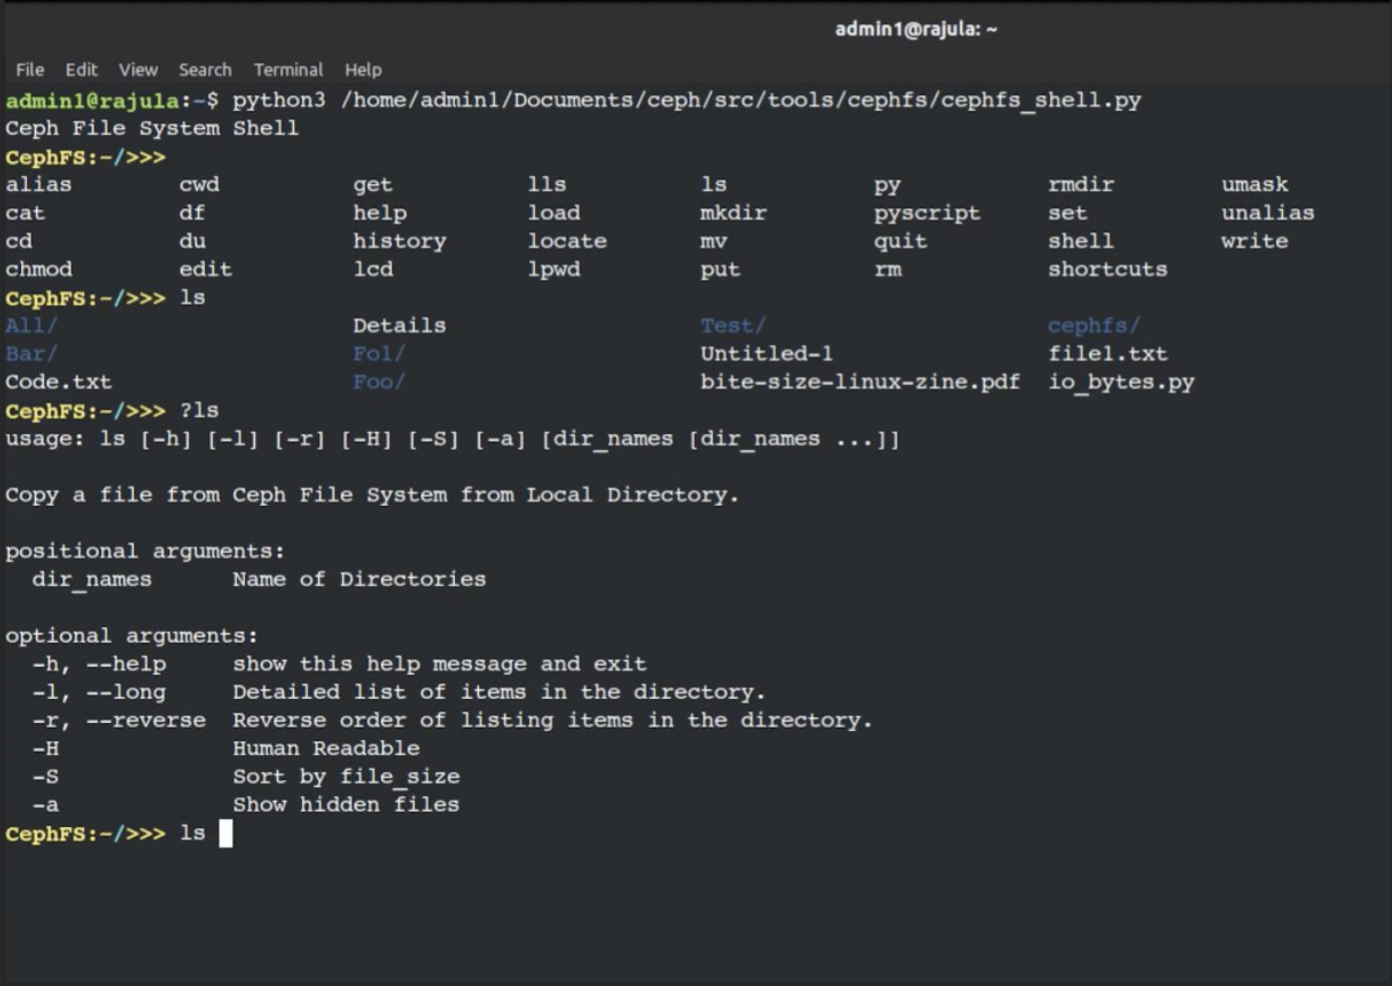 admin1@rajula: ~
File Edit View Search Terminal Help
admin1@rajula:~$ python3 /home/admin1/Documents/ceph/src/tools/cephfs/cephfs_shell.py
Ceph File System Shell
CephFS:~/>>>
alias cwd get lls ls py rmdir umask
cat df help load mkdir pyscript set unalias
cd du history locate mv quit shell write
chmod edit lcd lpwd put rm shortcuts
CephFS:~/>>> ls
All/ Details Test/ cephfs/
Bar/ Fol/ Untitled-1 file1.txt
Code.txt Foo/ bite-size-linux-zine.pdf io_bytes.py
CephFS:~/>>> ?ls
usage: ls [-h] [-l] [-r] [-H] [-S] [-a] [dir_names [dir_names ...]]
Copy a file from Ceph File System from Local Directory.
positional arguments:
dir_names Name of Directories
optional arguments:
-h, --help show this help message and exit
-l, --long Detailed list of items in the directory.
-r, --reverse Reverse order of listing items in the directory.
-H Human Readable
-S Sort by file_size
-a Show hidden files
CephFS:~/>>> ls